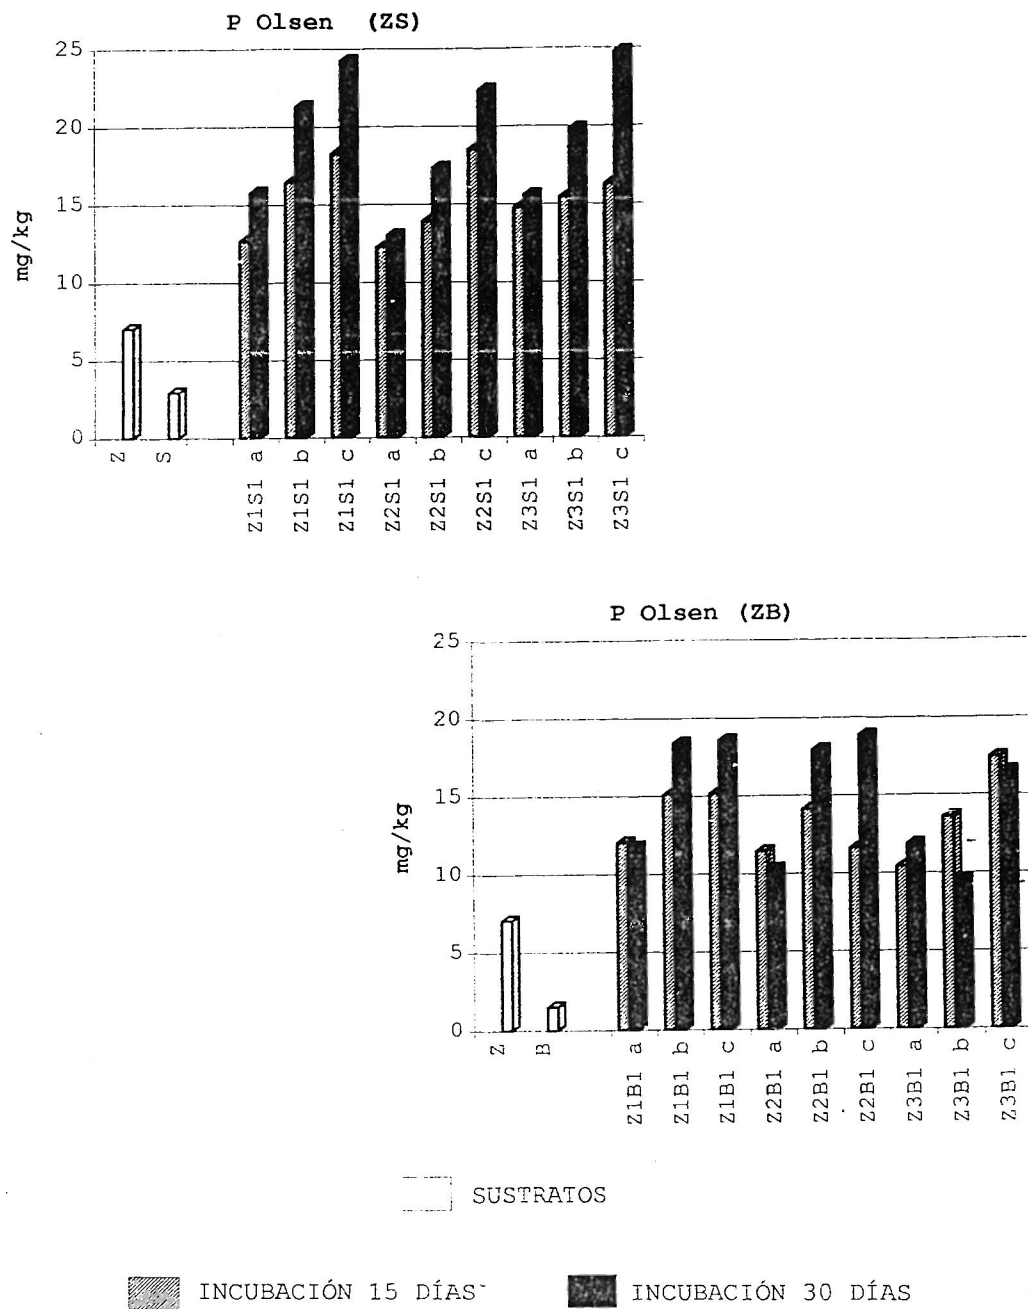 P Olsen (ZS)
25
20
15
10
5
0
mg/kg
Z
S
Z1S1 a
Z1S1 b
Z1S1 c
Z2S1 a
Z2S1 b
Z2S1 c
Z3S1 a
Z3S1 b
Z3S1 c
P Olsen (ZB)
25
20
15
10
5
0
mg/kg
Z
B
Z1B1 a
Z1B1 b
Z1B1 c
Z2B1 a
Z2B1 b
Z2B1 c
Z3B1 a
Z3B1 b
Z3B1 c
SUSTRATOS
INCUBACIÓN 15 DÍAS
INCUBACIÓN 30 DÍAS